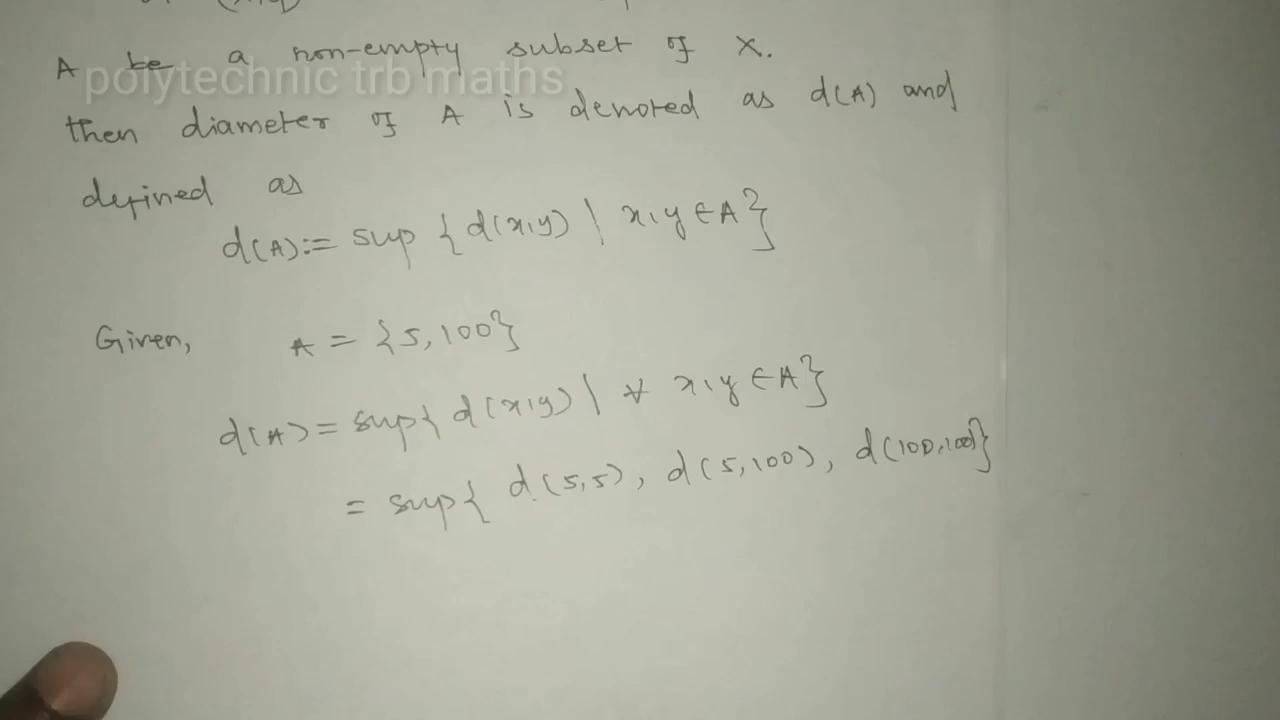 A be a non-empty subset of X.
polytechnic trb maths
then diameter of A is denoted as d(A) and
defined as
d(A):= sup { d(x,y) | x,y ∈ A }
Given, A = {5,100}
d(A) = sup{ d(x,y) | ∀ x,y ∈ A }
= sup{ d(5,5), d(5,100), d(100,100)}